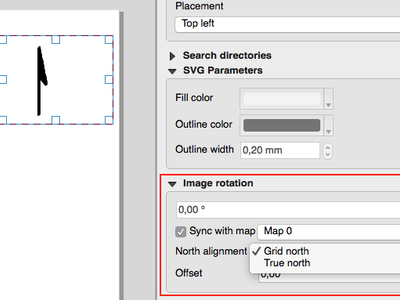 Placement
Top left
Search directories
SVG Parameters
Fill color
Outline color
Outline width 0,20 mm
Image rotation
0,00 °
Sync with map Map 0
North alignment ✓ Grid north
True north
Offset 0,00